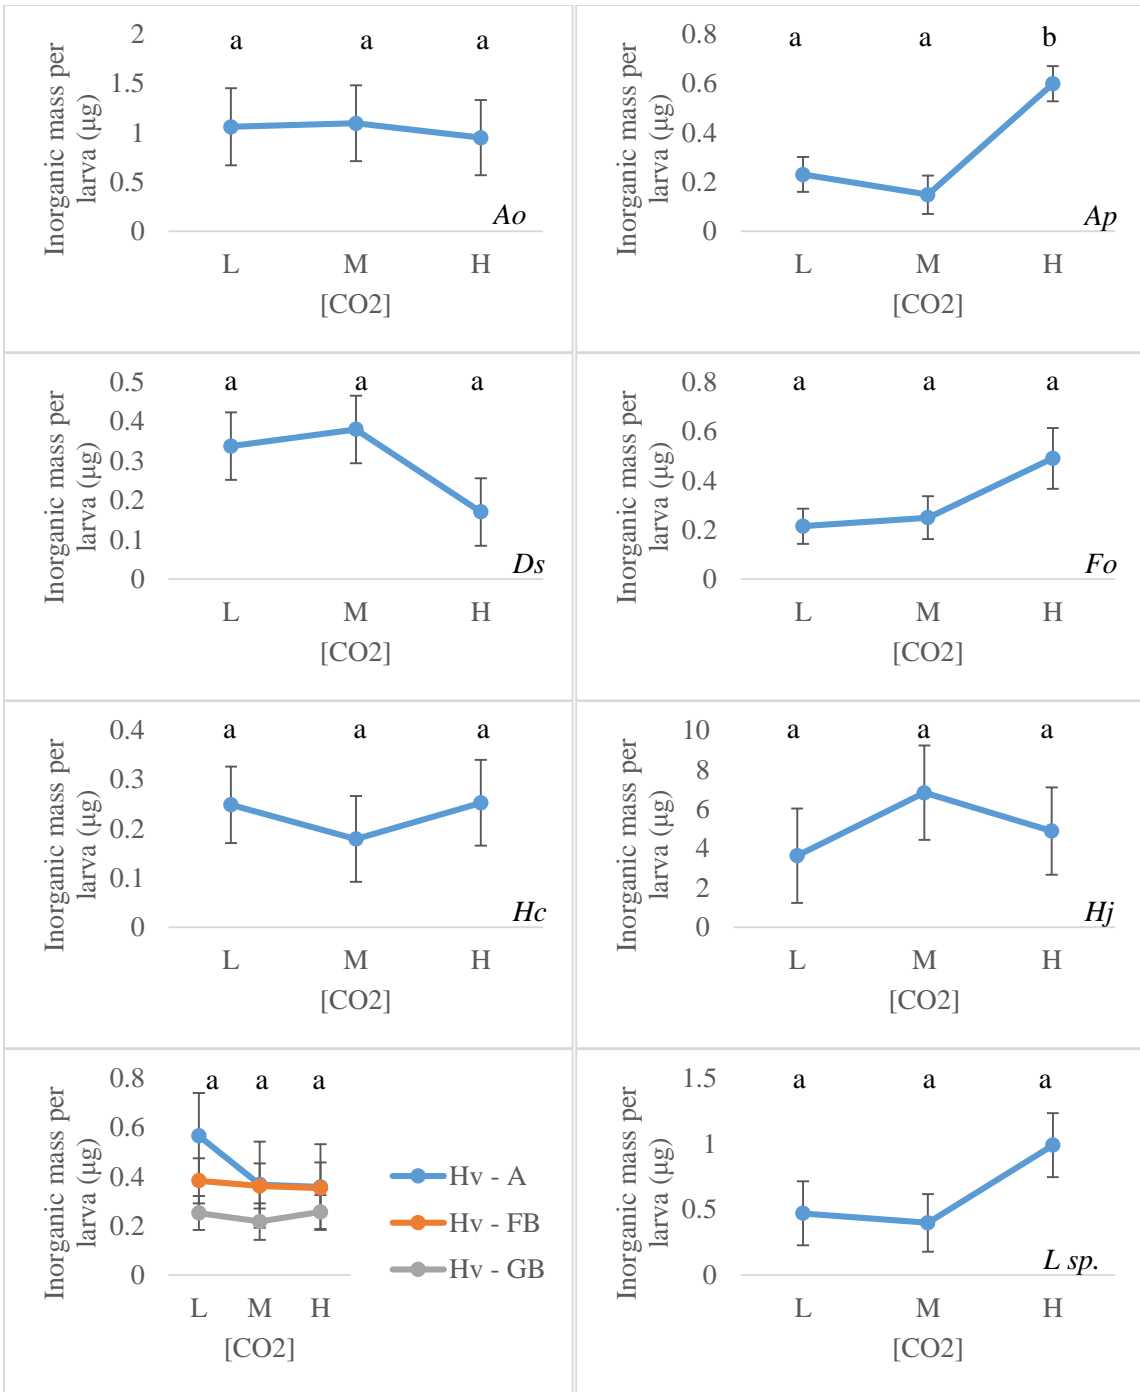 Inorganic mass per
larva (µg)
2
1.5
1
0.5
0
a a a
Ao
L M H
[CO2]
Inorganic mass per
larva (µg)
0.8
0.6
0.4
0.2
0
a a b
Ap
L M H
[CO2]
Inorganic mass per
larva (µg)
0.5
0.4
0.3
0.2
0.1
0
a a a
Ds
L M H
[CO2]
Inorganic mass per
larva (µg)
0.8
0.6
0.4
0.2
0
a a a
Fo
L M H
[CO2]
Inorganic mass per
larva (µg)
0.4
0.3
0.2
0.1
0
a a a
Hc
L M H
[CO2]
Inorganic mass per
larva (µg)
10
8
6
4
2
0
a a a
Hj
L M H
[CO2]
Inorganic mass per
larva (µg)
0.8
0.6
0.4
0.2
0
a a a
L M H
[CO2]
Hv - A
Hv - FB
Hv - GB
Inorganic mass per
larva (µg)
1.5
1
0.5
0
a a a
L sp.
L M H
[CO2]